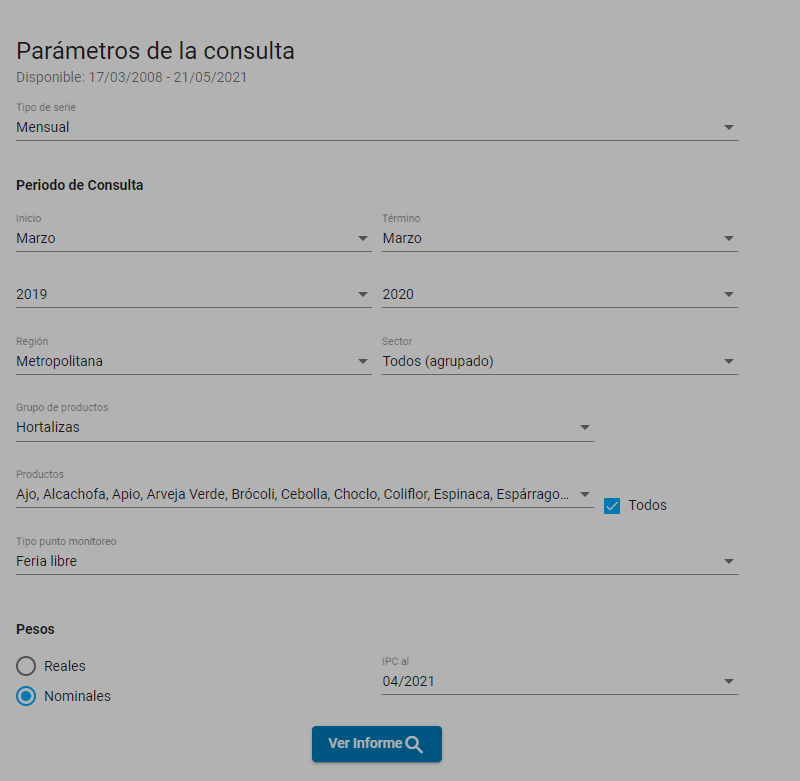 Parámetros de la consulta
Disponible: 17/03/2008 - 21/05/2021
Tipo de serie
Mensual
Periodo de Consulta
Inicio
Término
Marzo
Marzo
2019
2020
Región
Sector
Metropolitana
Todos (agrupado)
Grupo de productos
Hortalizas
Productos
Ajo, Alcachofa, Apio, Arveja Verde, Brócoli, Cebolla, Choclo, Coliflor, Espinaca, Espárrago...
Todos
Tipo punto monitoreo
Feria libre
Pesos
Reales
IPC al
04/2021
Nominales
Ver Informe